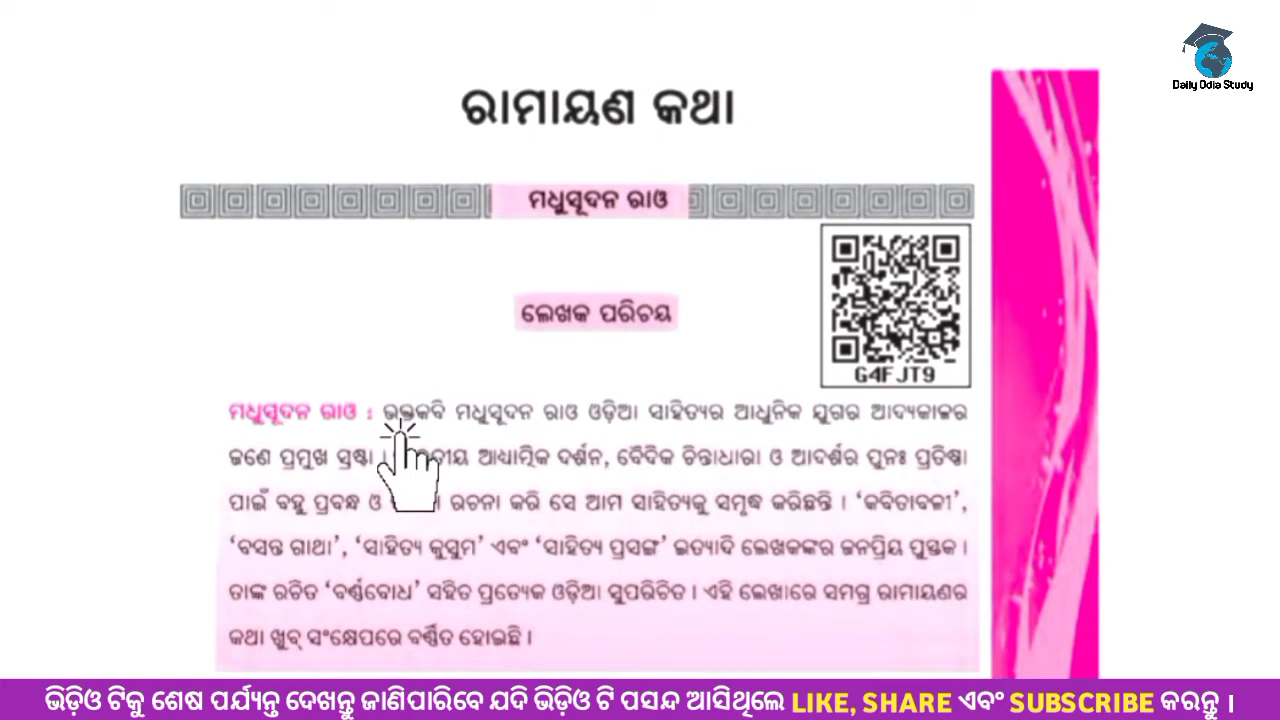 Daily Odia Study
ରାମାୟଣ କଥା
ମଧୁସୂଦନ ରାଓ
ଲେଖକ ପରିଚୟ
G4FJT9
ମଧୁସୂଦନ ରାଓ : ଭକ୍ତକବି ମଧୁସୂଦନ ରାଓ ଓଡ଼ିଆ ସାହିତ୍ୟର ଆଧୁନିକ ଯୁଗର ଆଦ୍ୟକାଳର
ଜଣେ ପ୍ରମୁଖ ସ୍ରଷ୍ଟା । ଆଧ୍ୟାତ୍ମିକ ଦର୍ଶନ, ବୈଦିକ ଚିନ୍ତାଧାରା ଓ ଆଦର୍ଶର ପୁନଃ ପ୍ରତିଷ୍ଠା
ପାଇଁ ବହୁ ପ୍ରବନ୍ଧ ଓ ରଚନା କରି ସେ ଆମ ସାହିତ୍ୟକୁ ସମୃଦ୍ଧ କରିଛନ୍ତି । ‘କବିତାବଳୀ’,
‘ବସନ୍ତ ଗାଥା’, ‘ସାହିତ୍ୟ କୁସୁମ’ ଏବଂ ‘ସାହିତ୍ୟ ପ୍ରସଙ୍ଗ’ ଇତ୍ୟାଦି ଲେଖକଙ୍କର ଜନପ୍ରିୟ ପୁସ୍ତକ ।
ତାଙ୍କ ରଚିତ ‘ବର୍ଣ୍ଣବୋଧ’ ସହିତ ପ୍ରତ୍ୟେକ ଓଡ଼ିଆ ସୁପରିଚିତ । ଏହି ଲେଖାରେ ସମଗ୍ର ରାମାୟଣର
କଥା ଖୁବ୍ ସଂକ୍ଷେପରେ ବର୍ଣ୍ଣିତ ହୋଇଛି ।
ଭିଡ଼ିଓ ଟିକୁ ଶେଷ ପର୍ଯ୍ୟନ୍ତ ଦେଖନ୍ତୁ ଜାଣିପାରିବେ ଯଦି ଭିଡ଼ିଓ ଟି ପସନ୍ଦ ଆସିଥିଲେ LIKE, SHARE ଏବଂ SUBSCRIBE କରନ୍ତୁ ।